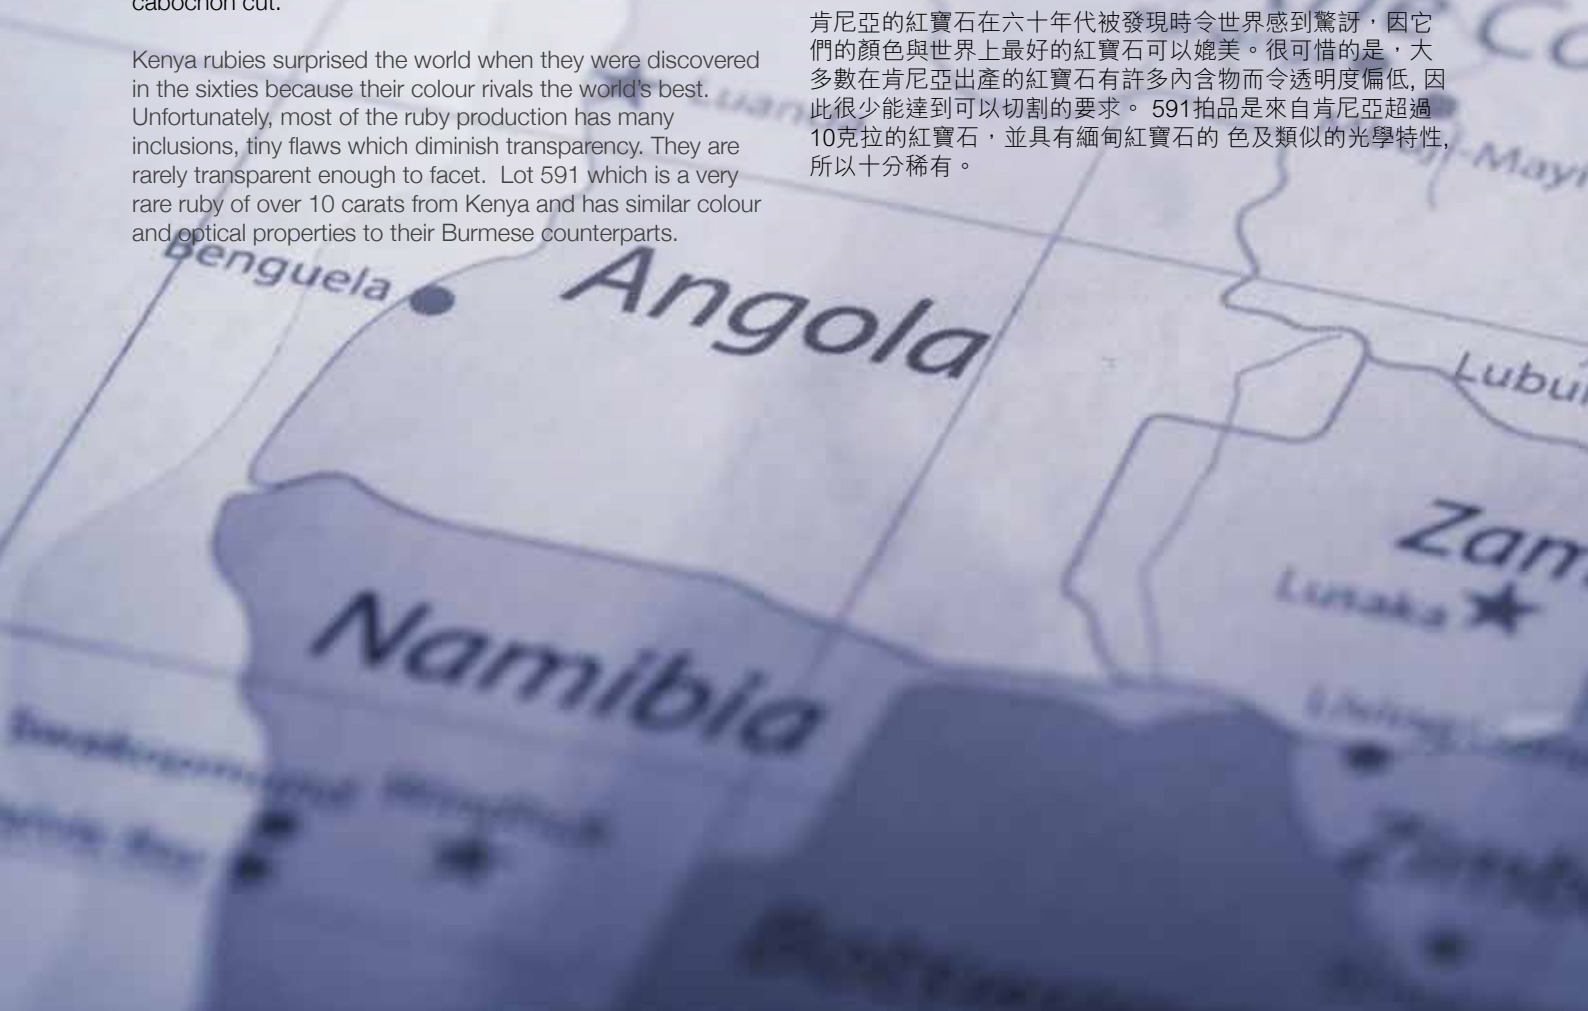 cabochon cut.
Kenya rubies surprised the world when they were discovered
in the sixties because their colour rivals the world's best.
Unfortunately, most of the ruby production has many
inclusions, tiny flaws which diminish transparency. They are
rarely transparent enough to facet.  Lot 591 which is a very
rare ruby of over 10 carats from Kenya and has similar colour
and optical properties to their Burmese counterparts.
肯尼亞的紅寶石在六十年代被發現時令世界感到驚訝，因它
們的顏色與世界上最好的紅寶石可以媲美。很可惜的是，大
多數在肯尼亞出產的紅寶石有許多內含物而令透明度偏低, 因
此很少能達到可以切割的要求。 591拍品是來自肯尼亞超過
10克拉的紅寶石，並具有緬甸紅寶石的 色及類似的光學特性,
所以十分稀有。
Luanda
Benguela
Angola
Lubu
Zam
Lusaka
Namibia
Swakopmund
Windhoek